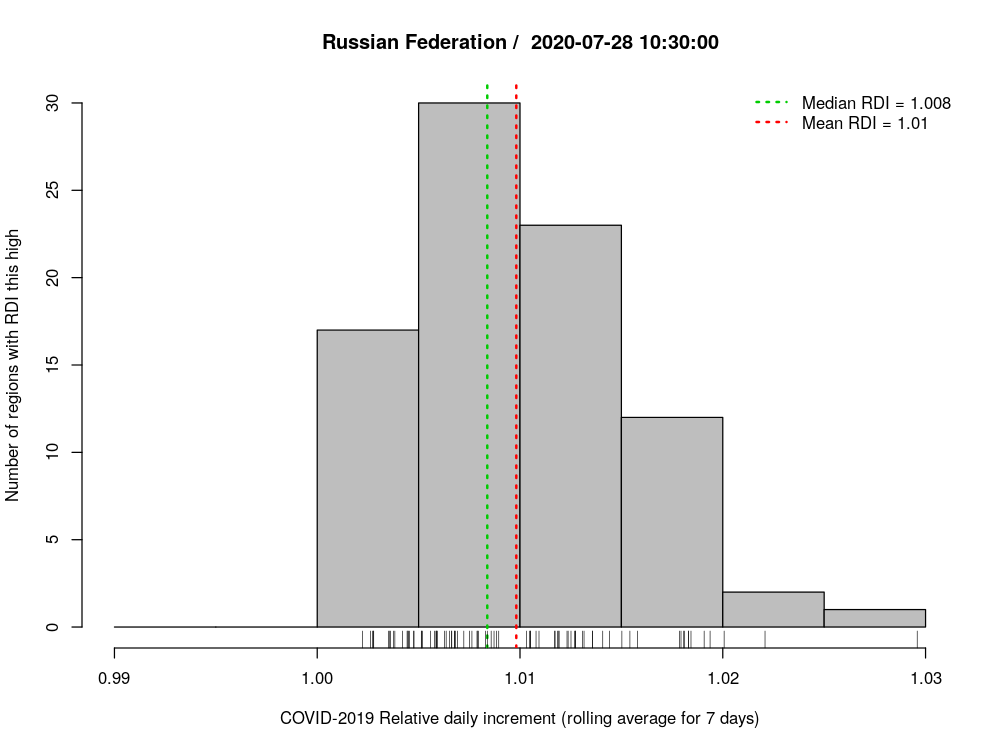 Russian Federation /  2020-07-28 10:30:00
Median RDI = 1.008
Mean RDI = 1.01
Number of regions with RDI this high
30
25
20
15
10
5
0
0.99 1.00 1.01 1.02 1.03
COVID-2019 Relative daily increment (rolling average for 7 days)